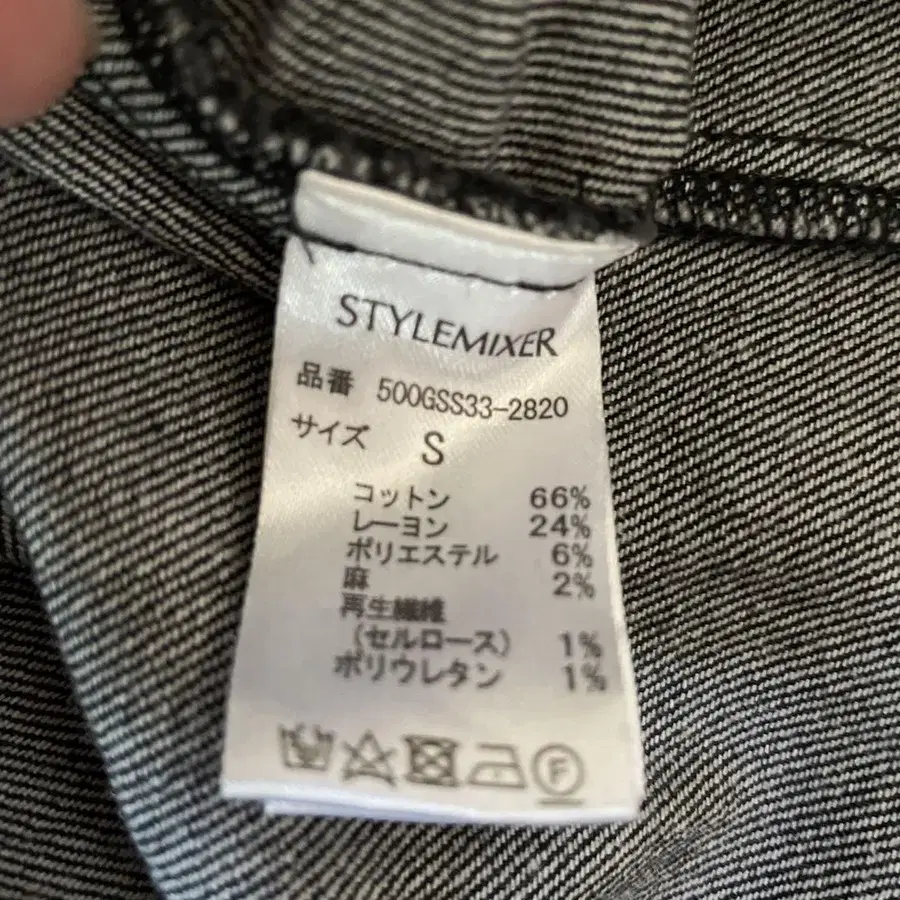 STYLEMIXER
品番 500GSS33-2820
サイズ S
コットン 66%
レーヨン 24%
ポリエステル 6%
麻 2%
再生繊維
(セルロース) 1%
ポリウレタン 1%
F